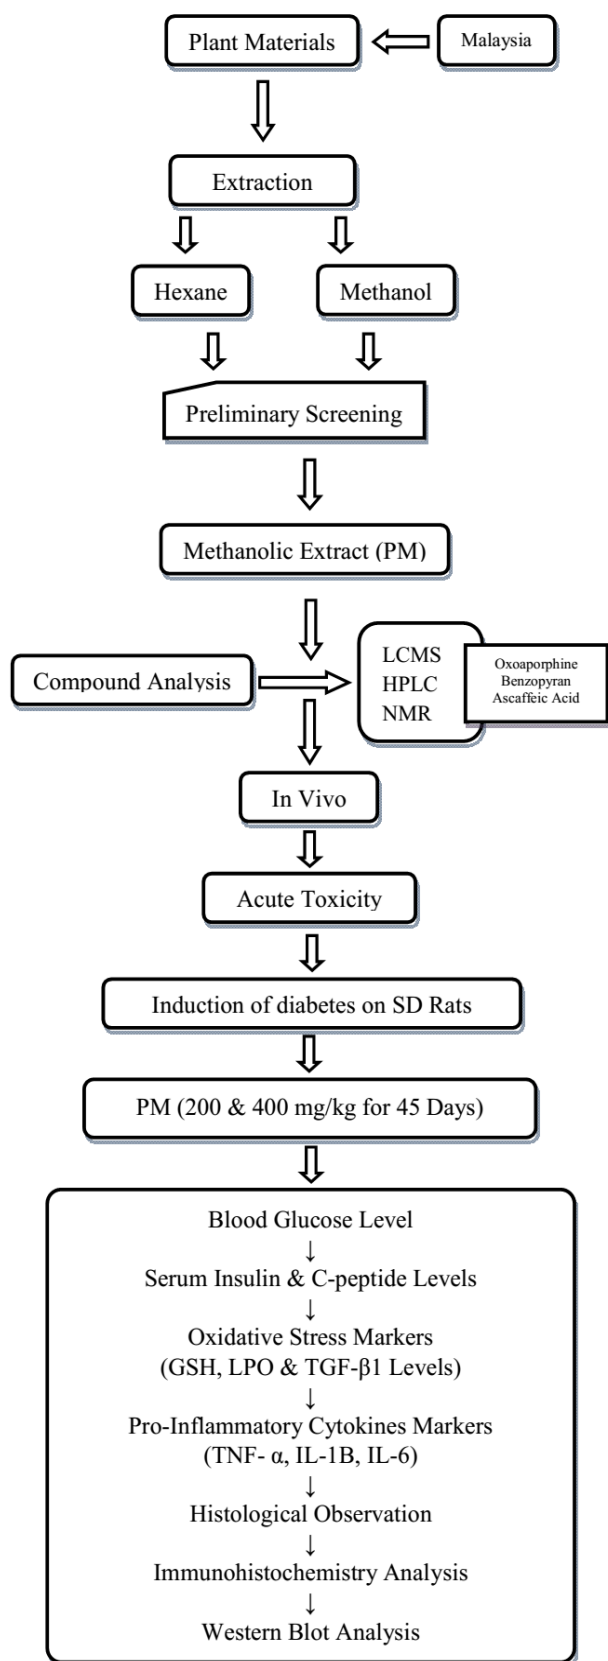 Plant Materials
Malaysia
Extraction
Hexane
Methanol
Preliminary Screening
Methanolic Extract (PM)
Compound Analysis
LCMS
HPLC
NMR
Oxoaporphine
Benzopyran
Ascaffeic Acid
In Vivo
Acute Toxicity
Induction of diabetes on SD Rats
PM (200 & 400 mg/kg for 45 Days)
Blood Glucose Level
↓
Serum Insulin & C-peptide Levels
↓
Oxidative Stress Markers
(GSH, LPO & TGF-β1 Levels)
↓
Pro-Inflammatory Cytokines Markers
(TNF- α, IL-1B, IL-6)
↓
Histological Observation
↓
Immunohistochemistry Analysis
↓
Western Blot Analysis